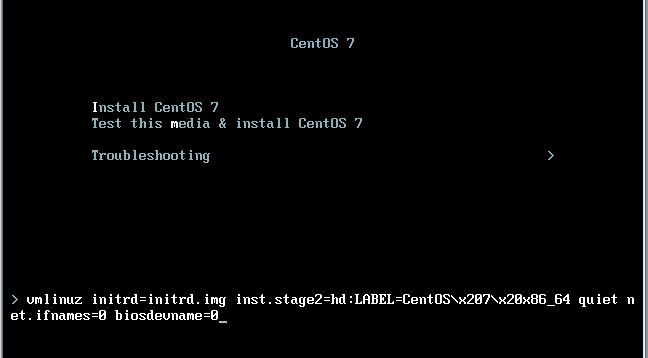 CentOS 7
Install CentOS 7
Test this media & install CentOS 7
Troubleshooting >
> vmlinuz initrd=initrd.img inst.stage2=hd:LABEL=CentOS\x207\x20x86_64 quiet n
et.ifnames=0 biosdevname=0_